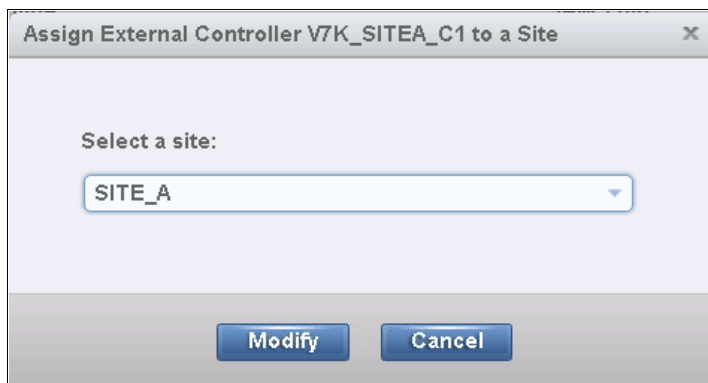 Assign External Controller V7K_SITEA_C1 to a Site
Select a site:
SITE_A
Modify
Cancel